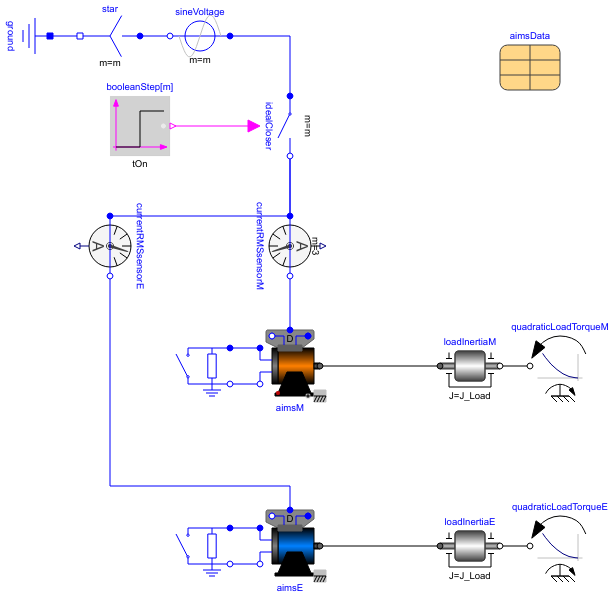 star
sineVoltage
ground
m=m
m=m
aimsData
booleanStep[m]
idealCloser
m=m
tOn
currentRMSsensorE
currentRMSsensorM
A
A
m=3
D
loadInertiaM
quadraticLoadTorqueM
J=J_Load
aimsM
D
loadInertiaE
quadraticLoadTorqueE
J=J_Load
aimsE